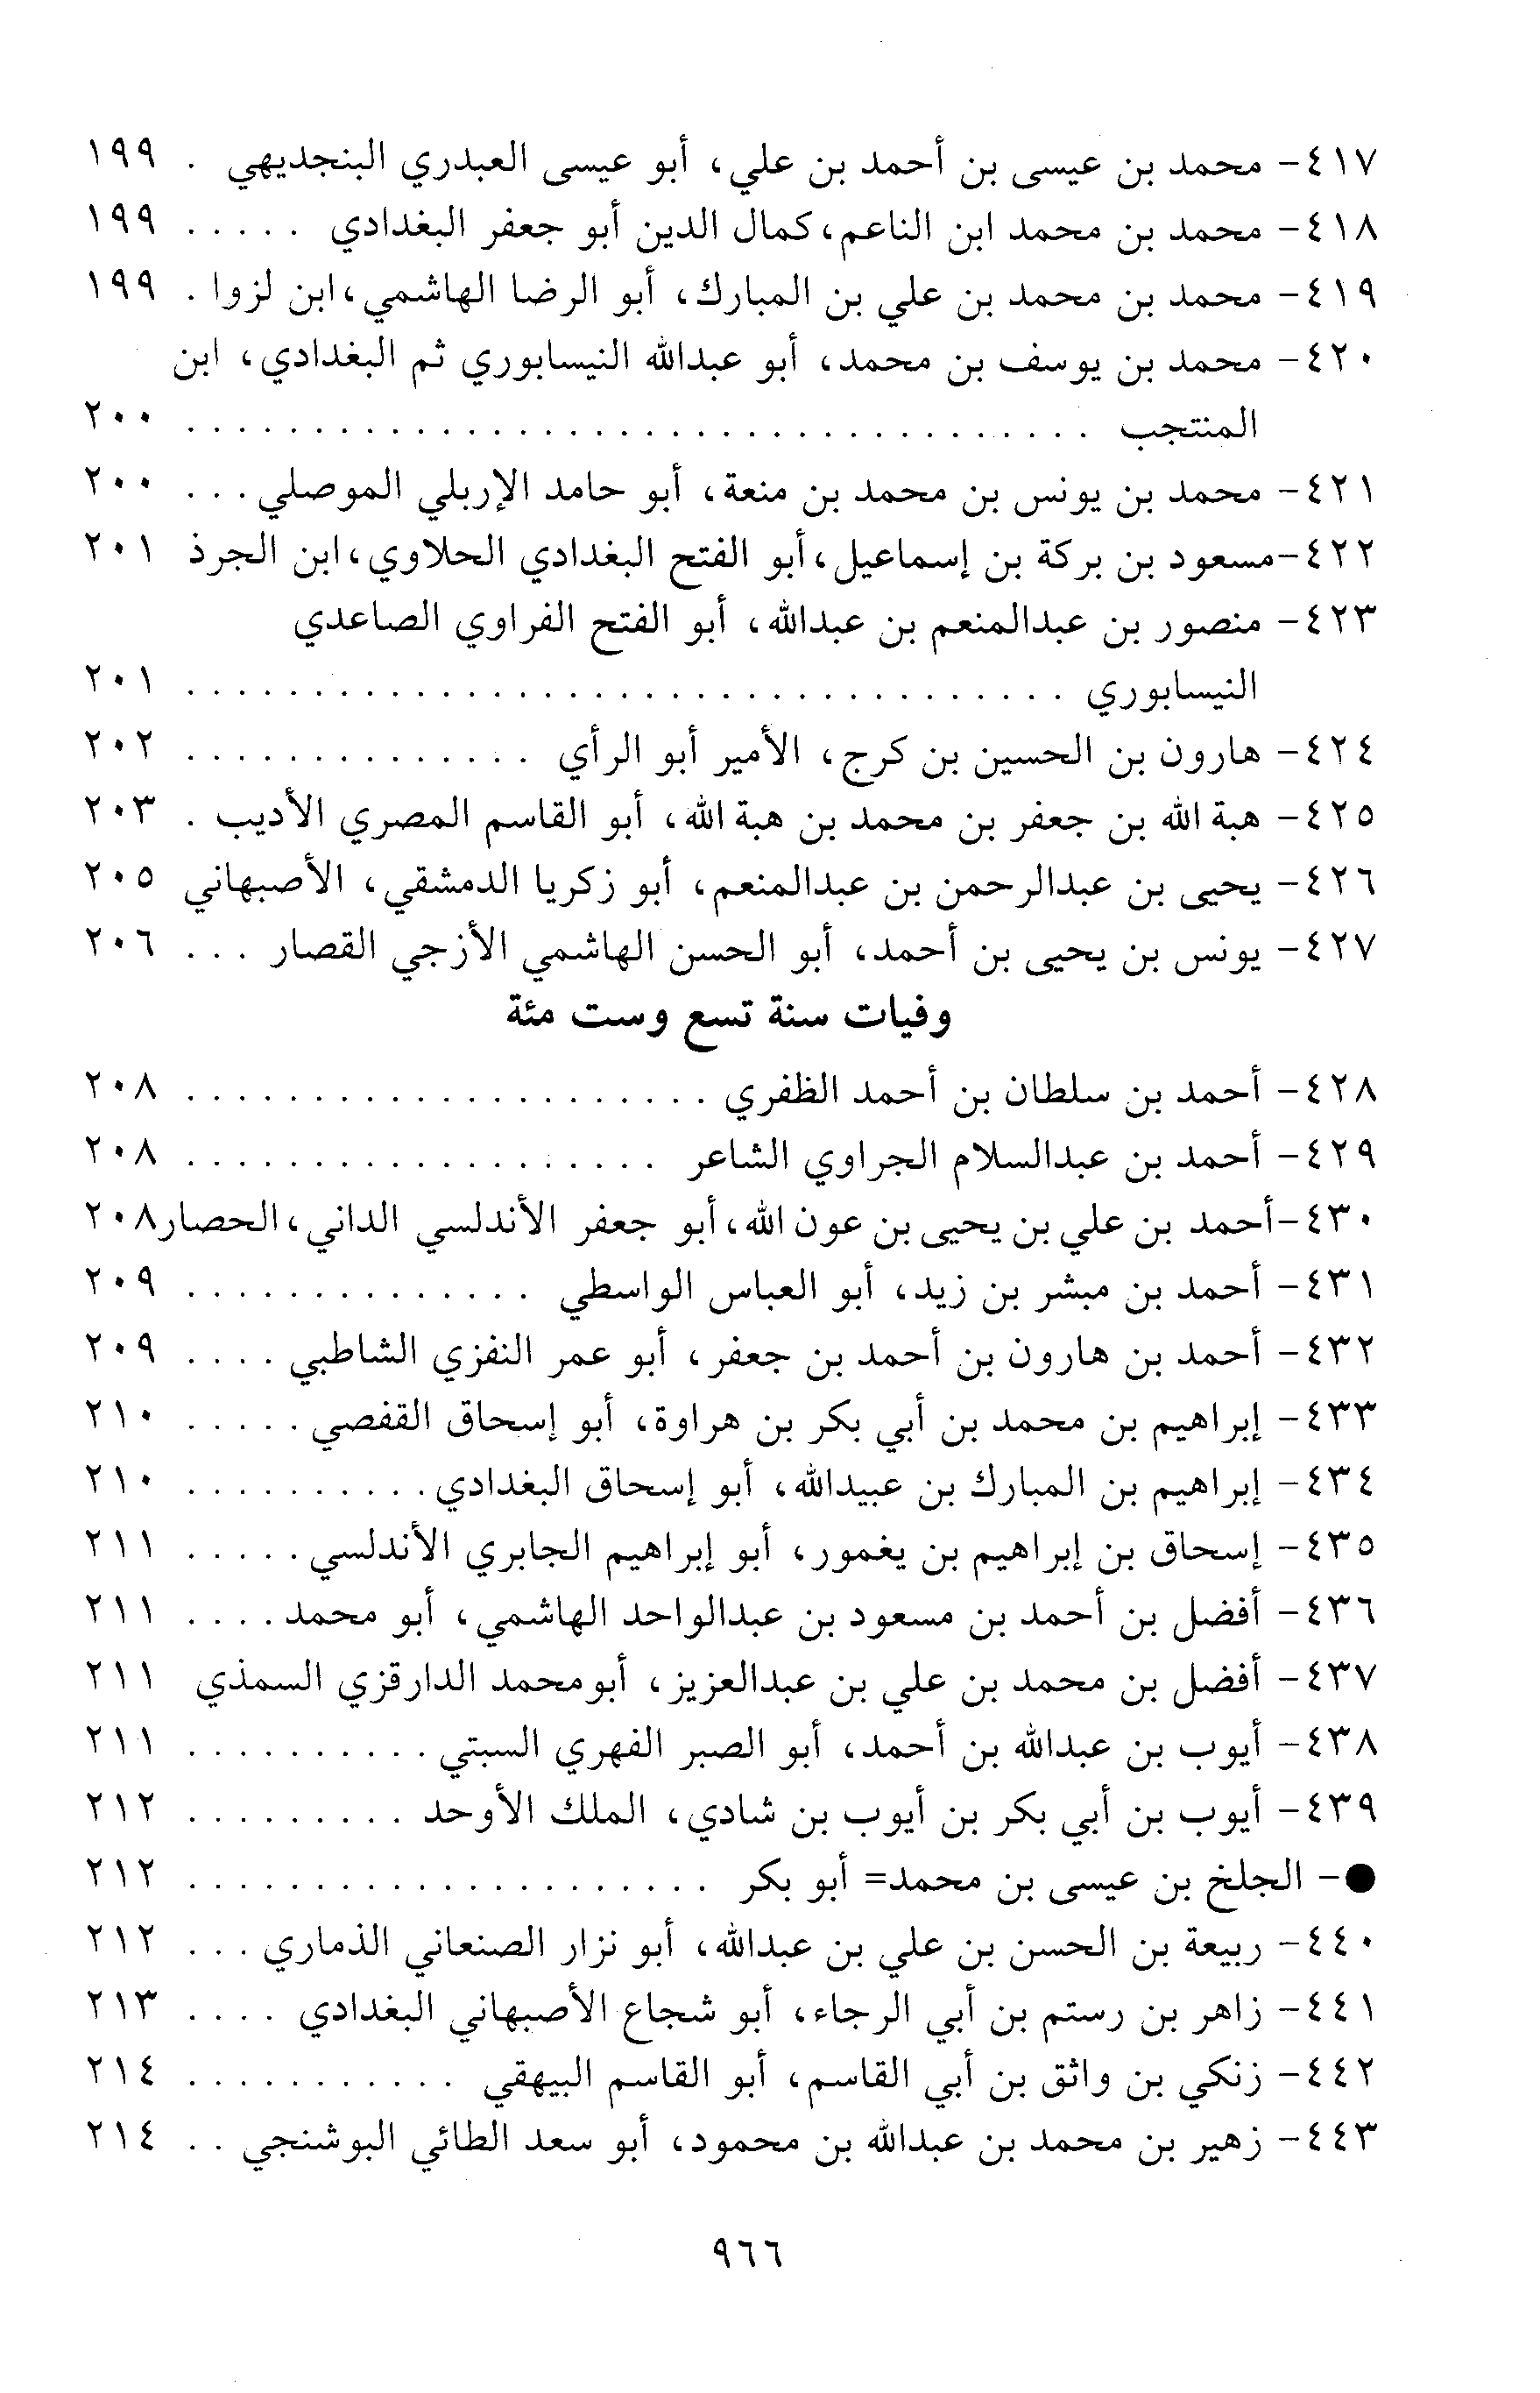 ٤١٧- محمد بن عيسى بن أحمد بن علي، أبو عيسى العبدري البنجديهي . ١٩٩
٤١٨- محمد بن محمد ابن الناعم، كمال الدين أبو جعفر البغدادي . . . . . ١٩٩
٤١٩- محمد بن محمد بن علي بن المبارك، أبو الرضا الهاشمي، ابن لزوا . ١٩٩
٤٢٠- محمد بن يوسف بن محمد، أبو عبدالله النيسابوري ثم البغدادي، ابن
المنتجب . . . . . . . . . . . . . . . . . . . . . . . . . . . . . . . . . . . ٢٠٠
٤٢١- محمد بن يونس بن محمد بن منعة، أبو حامد الإربلي الموصلي . . . ٢٠٠
٤٢٢- مسعود بن بركة بن إسماعيل، أبو الفتح البغدادي الحلاوي، ابن الجرذ ٢٠١
٤٢٣- منصور بن عبدالمنعم بن عبدالله، أبو الفتح الفراوي الصاعدي
النيسابوري . . . . . . . . . . . . . . . . . . . . . . . . . . . . . . . . . . ٢٠١
٤٢٤- هارون بن الحسين بن كرج، الأمير أبو الرأي . . . . . . . . . . . . . . ٢٠٢
٤٢٥- هبة الله بن جعفر بن محمد بن هبة الله، أبو القاسم المصري الأديب . ٢٠٣
٤٢٦- يحيى بن عبدالرحمن بن عبدالمنعم، أبو زكريا الدمشقي، الأصبهاني ٢٠٥
٤٢٧- يونس بن يحيى بن أحمد، أبو الحسن الهاشمي الأزجي القصار . . . ٢٠٦
وفيات سنة تسع وست مئة
٤٢٨- أحمد بن سلطان بن أحمد الظفري . . . . . . . . . . . . . . . . . . . . . ٢٠٨
٤٢٩- أحمد بن عبدالسلام الجراوي الشاعر . . . . . . . . . . . . . . . . . . . ٢٠٨
٤٣٠- أحمد بن علي بن يحيى بن عون الله، أبو جعفر الأندلسي الداني، الحصار ٢٠٨
٤٣١- أحمد بن مبشر بن زيد، أبو العباس الواسطي . . . . . . . . . . . . . . ٢٠٩
٤٣٢- أحمد بن هارون بن أحمد بن جعفر، أبو عمر النفزي الشاطبي . . . . ٢٠٩
٤٣٣- إبراهيم بن محمد بن أبي بكر بن هراوة، أبو إسحاق القفصي . . . . . ٢١٠
٤٣٤- إبراهيم بن المبارك بن عبيدالله، أبو إسحاق البغدادي . . . . . . . . . . ٢١٠
٤٣٥- إسحاق بن إبراهيم بن يغمور، أبو إبراهيم الجابري الأندلسي . . . . . ٢١١
٤٣٦- أفضل بن أحمد بن مسعود بن عبدالواحد الهاشمي، أبو محمد . . . . ٢١١
٤٣٧- أفضل بن محمد بن علي بن عبدالعزيز، أبومحمد الدارقزي السمذي ٢١١
٤٣٨- أيوب بن عبدالله بن أحمد، أبو الصبر الفهري السبتي . . . . . . . . . . ٢١١
٤٣٩- أيوب بن أبي بكر بن أيوب بن شادي، الملك الأوحد . . . . . . . . . ٢١٢
●- الجلخ بن عيسى بن محمد= أبو بكر . . . . . . . . . . . . . . . . . . . . . ٢١٢
٤٤٠- ربيعة بن الحسن بن علي بن عبدالله، أبو نزار الصنعاني الذماري . . . ٢١٢
٤٤١- زاهر بن رستم بن أبي الرجاء، أبو شجاع الأصبهاني البغدادي . . . . ٢١٣
٤٤٢- زنكي بن واثق بن أبي القاسم، أبو القاسم البيهقي . . . . . . . . . . . ٢١٤
٤٤٣- زهير بن محمد بن عبدالله بن محمود، أبو سعد الطائي البوشنجي . . ٢١٤
٩٦٦